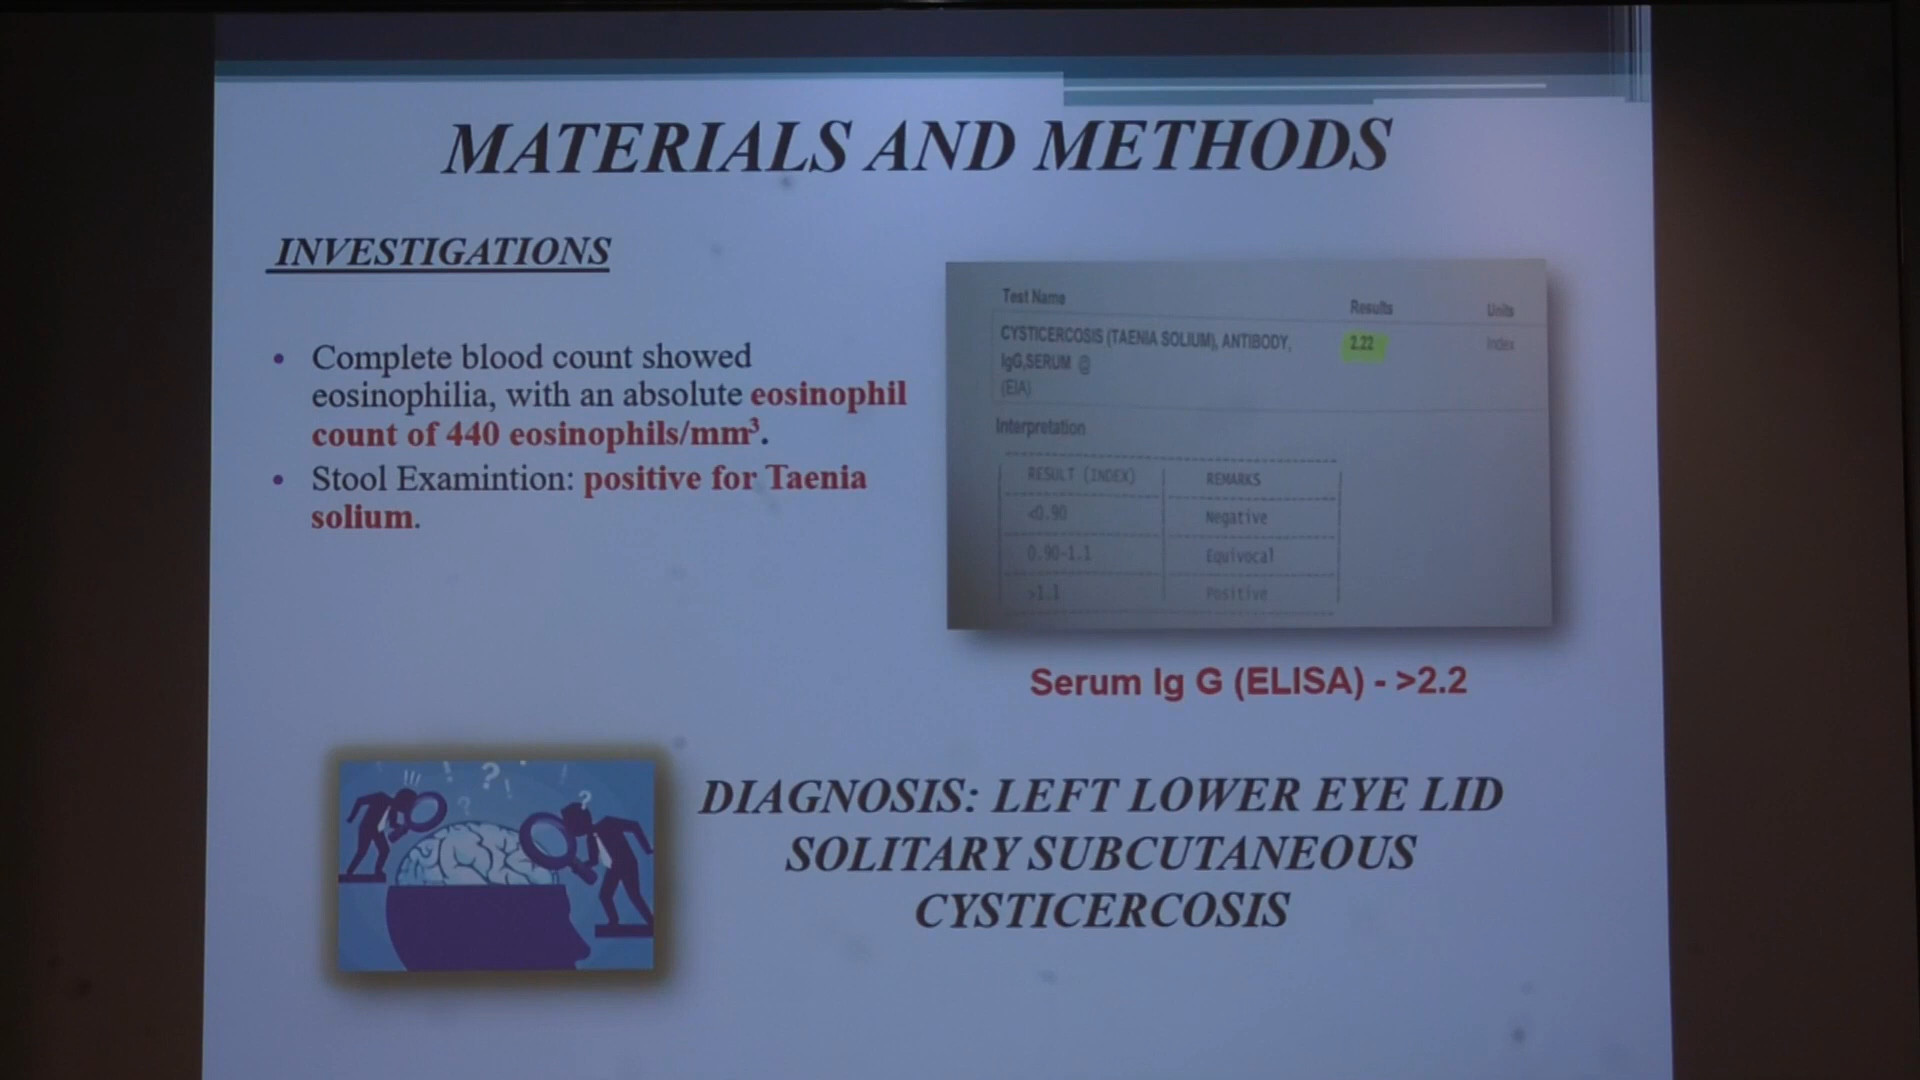 MATERIALS AND METHODS
INVESTIGATIONS
• Complete blood count showed
eosinophilia, with an absolute eosinophil
count of 440 eosinophils/mm³.
• Stool Examintion: positive for Taenia
solium.
Test Name Results Units
CYSTICERCOSIS (TAENIA SOLIUM), ANTIBODY, 2.22 Index
IgG,SERUM @
(EIA)
Interpretation
RESULT (INDEX) REMARKS
<0.90 Negative
0.90-1.1 Equivocal
>1.1 Positive
Serum Ig G (ELISA) - >2.2
DIAGNOSIS: LEFT LOWER EYE LID
SOLITARY SUBCUTANEOUS
CYSTICERCOSIS